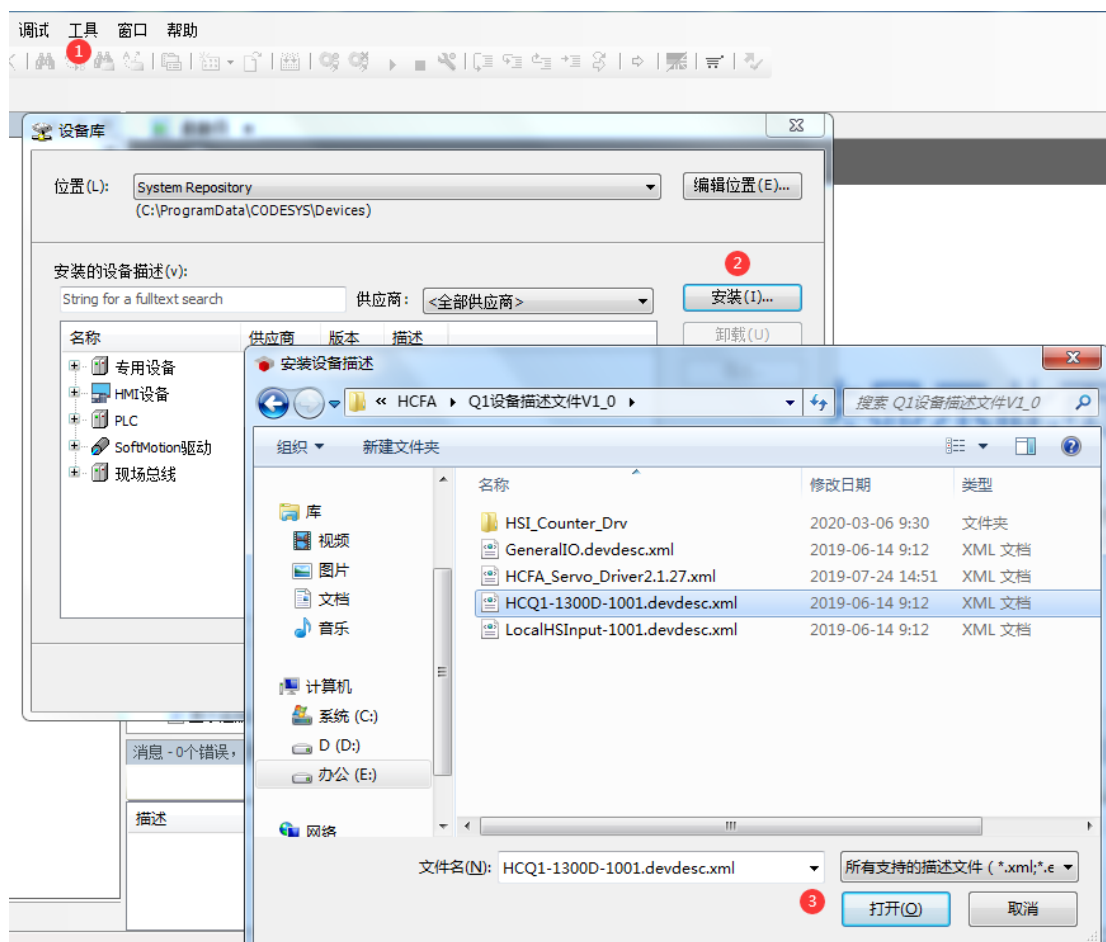 调试 工具 窗口 帮助
1
设备库
位置(L): System Repository 编辑位置(E)...
(C:\ProgramData\CODESYS\Devices)
2
安装的设备描述(v):
String for a fulltext search 供应商: <全部供应商> 安装(I)...
名称 供应商 版本 描述 卸载(U)
专用设备
HMI设备
PLC
SoftMotion驱动
现场总线
安装设备描述
« HCFA Q1设备描述文件V1_0 搜索 Q1设备描述文件V1_0
组织 新建文件夹
名称 修改日期 类型
HSI_Counter_Drv 2020-03-06 9:30 文件夹
GeneralIO.devdesc.xml 2019-06-14 9:12 XML 文档
HCFA_Servo_Driver2.1.27.xml 2019-07-24 14:51 XML 文档
HCQ1-1300D-1001.devdesc.xml 2019-06-14 9:12 XML 文档
LocalHSInput-1001.devdesc.xml 2019-06-14 9:12 XML 文档
库
视频
图片
文档
音乐
计算机
系统 (C:)
D (D:)
办公 (E:)
网络
消息 - 0个错误，
描述
文件名(N): HCQ1-1300D-1001.devdesc.xml 所有支持的描述文件 ( *.xml;*.e
3
打开(O) 取消